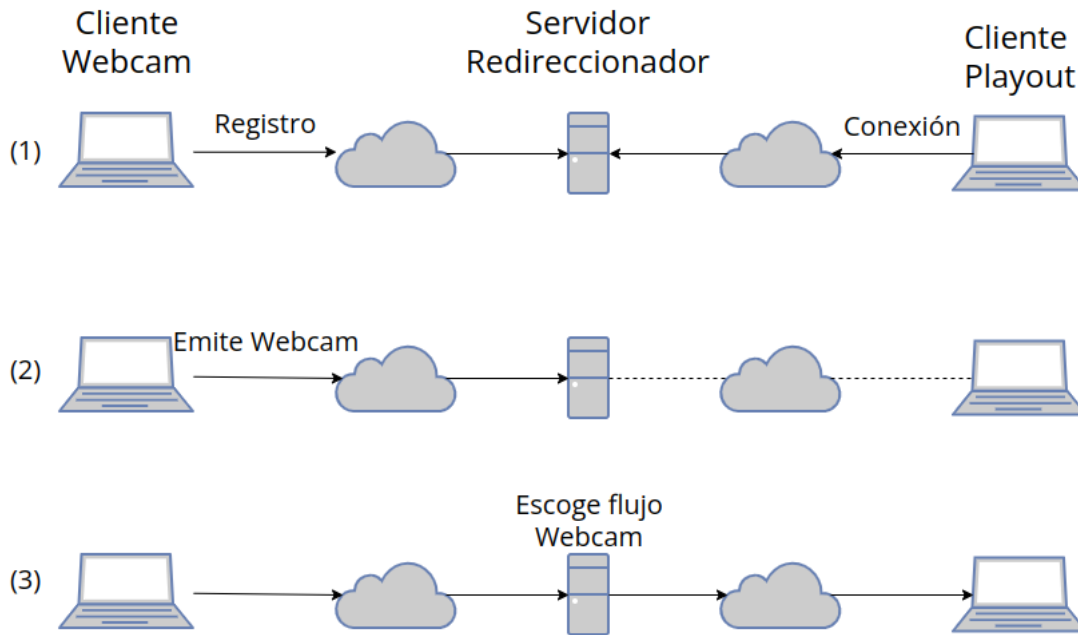 Cliente
Webcam
Servidor
Redireccionador
Cliente
Playout
(1)
Registro
Conexión
(2)
Emite Webcam
Escoge flujo
Webcam
(3)